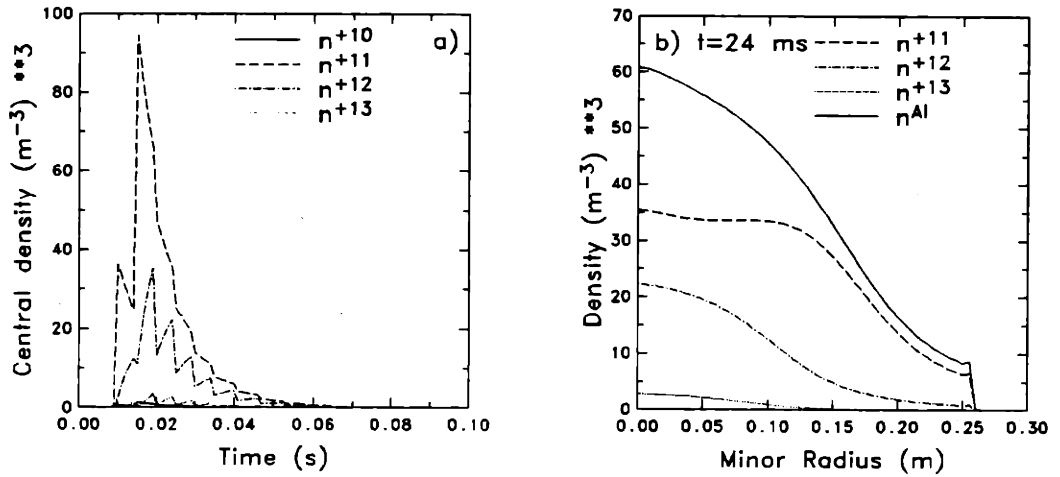 100
80
60
40
20
0
0.00
0.02
0.04
0.06
0.08
0.10
Central density (m⁻³) **3
Time (s)
n⁺¹⁰
n⁺¹¹
n⁺¹²
n⁺¹³
a)
70
60
50
40
30
20
10
0
0.00
0.05
0.10
0.15
0.20
0.25
0.30
Density (m⁻³) **3
Minor Radius (m)
b) t=24 ms
n⁺¹¹
n⁺¹²
n⁺¹³
nᴬˡ